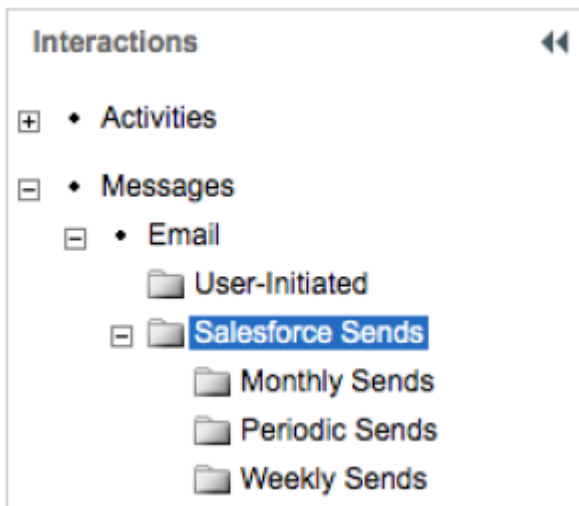 Interactions
Activities
Messages
Email
User-Initiated
Salesforce Sends
Monthly Sends
Periodic Sends
Weekly Sends